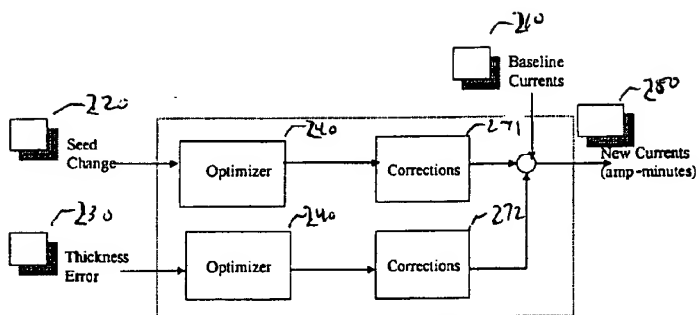 210
Baseline
Currents
280
220
Seed
Change
240
Optimizer
271
Corrections
New Currents
(amp-minutes)
230
Thickness
Error
240
Optimizer
272
Corrections